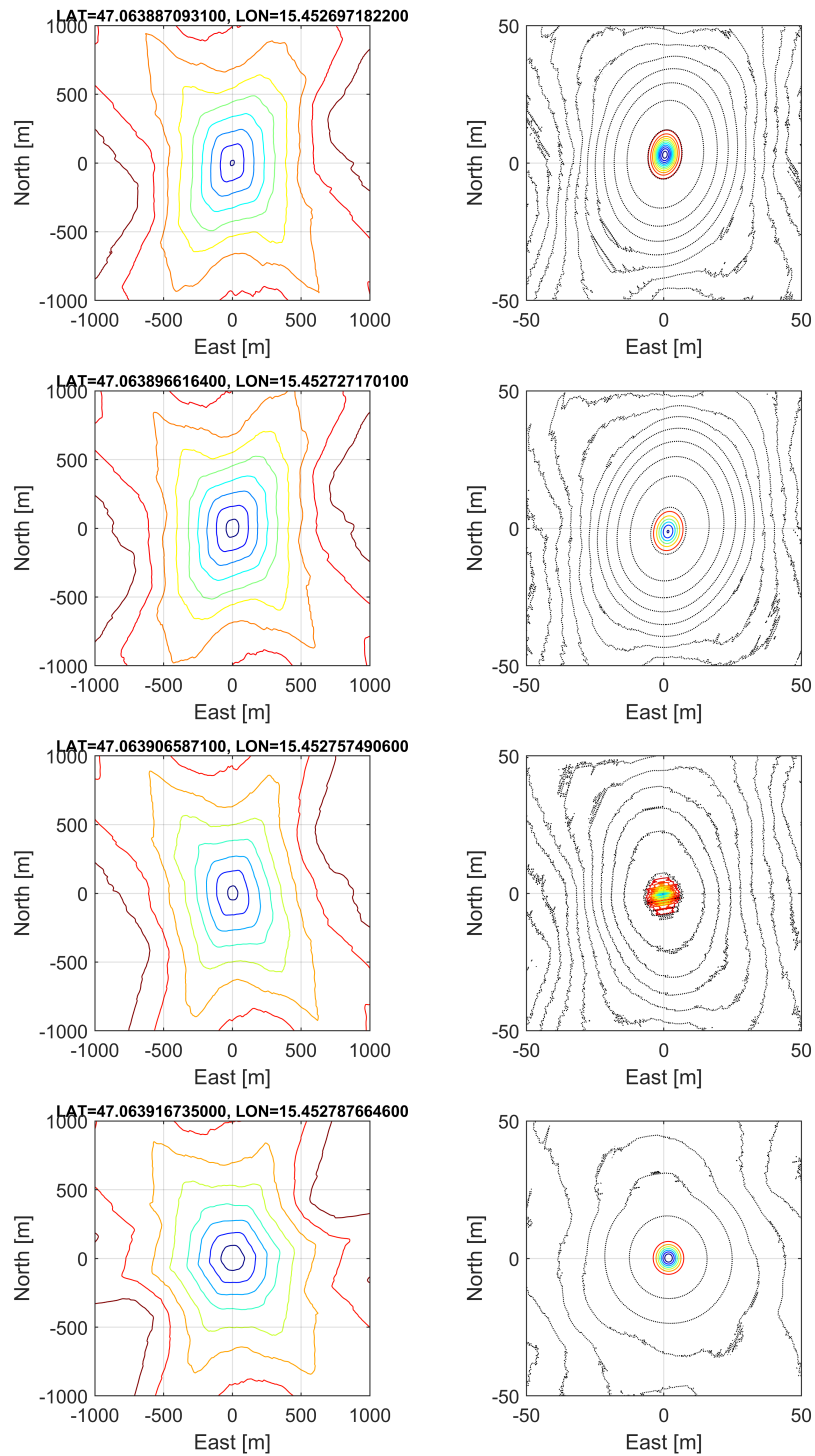 LAT=47.063887093100, LON=15.452697182200
1000
500
0
-500
-1000
North [m]
-1000 -500 0 500 1000
East [m]
50
0
-50
North [m]
-50 0 50
East [m]
LAT=47.063896616400, LON=15.452727170100
1000
500
0
-500
-1000
North [m]
-1000 -500 0 500 1000
East [m]
50
0
-50
North [m]
-50 0 50
East [m]
LAT=47.063906587100, LON=15.452757490600
1000
500
0
-500
-1000
North [m]
-1000 -500 0 500 1000
East [m]
50
0
-50
North [m]
-50 0 50
East [m]
LAT=47.063916735000, LON=15.452787664600
1000
500
0
-500
-1000
North [m]
-1000 -500 0 500 1000
East [m]
50
0
-50
North [m]
-50 0 50
East [m]